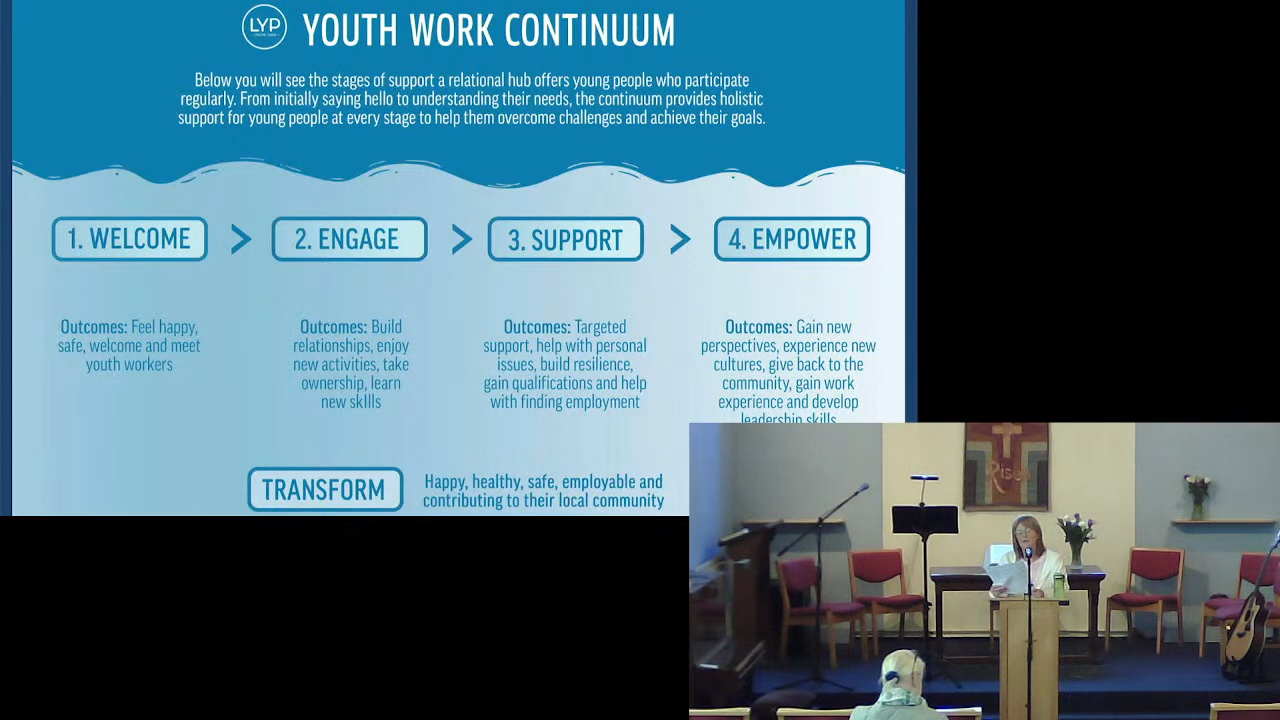 LYP
YOUTH WORK CONTINUUM
Below you will see the stages of support a relational hub offers young people who participate
regularly. From initially saying hello to understanding their needs, the continuum provides holistic
support for young people at every stage to help them overcome challenges and achieve their goals.
1. WELCOME > 2. ENGAGE > 3. SUPPORT > 4. EMPOWER
Outcomes: Feel happy,
safe, welcome and meet
youth workers
Outcomes: Build
relationships, enjoy
new activities, take
ownership, learn
new skIlls
Outcomes: Targeted
support, help with personal
issues, build resilience,
gain qualifications and help
with finding employment
Outcomes: Gain new
perspectives, experience new
cultures, give back to the
community, gain work
experience and develop
leadership skills
TRANSFORM
Happy, healthy, safe, employable and
contributing to their local community
Risen